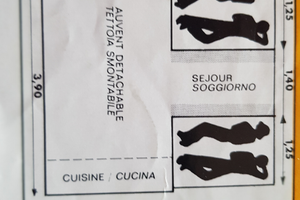 AUVENT DETACHABLE
TETTOIA SMONTABILE
3,90
1,25
SEJOUR
SOGGIORNO
1,40
1,25
CUISINE / CUCINA